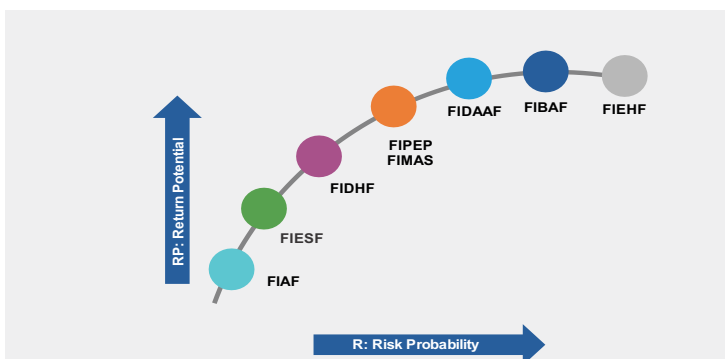 FIDAAF
FIBAF
FIEHF
FIPEP
FIMAS
FIDHF
FIESF
FIAF
RP: Return Potential
R: Risk Probability